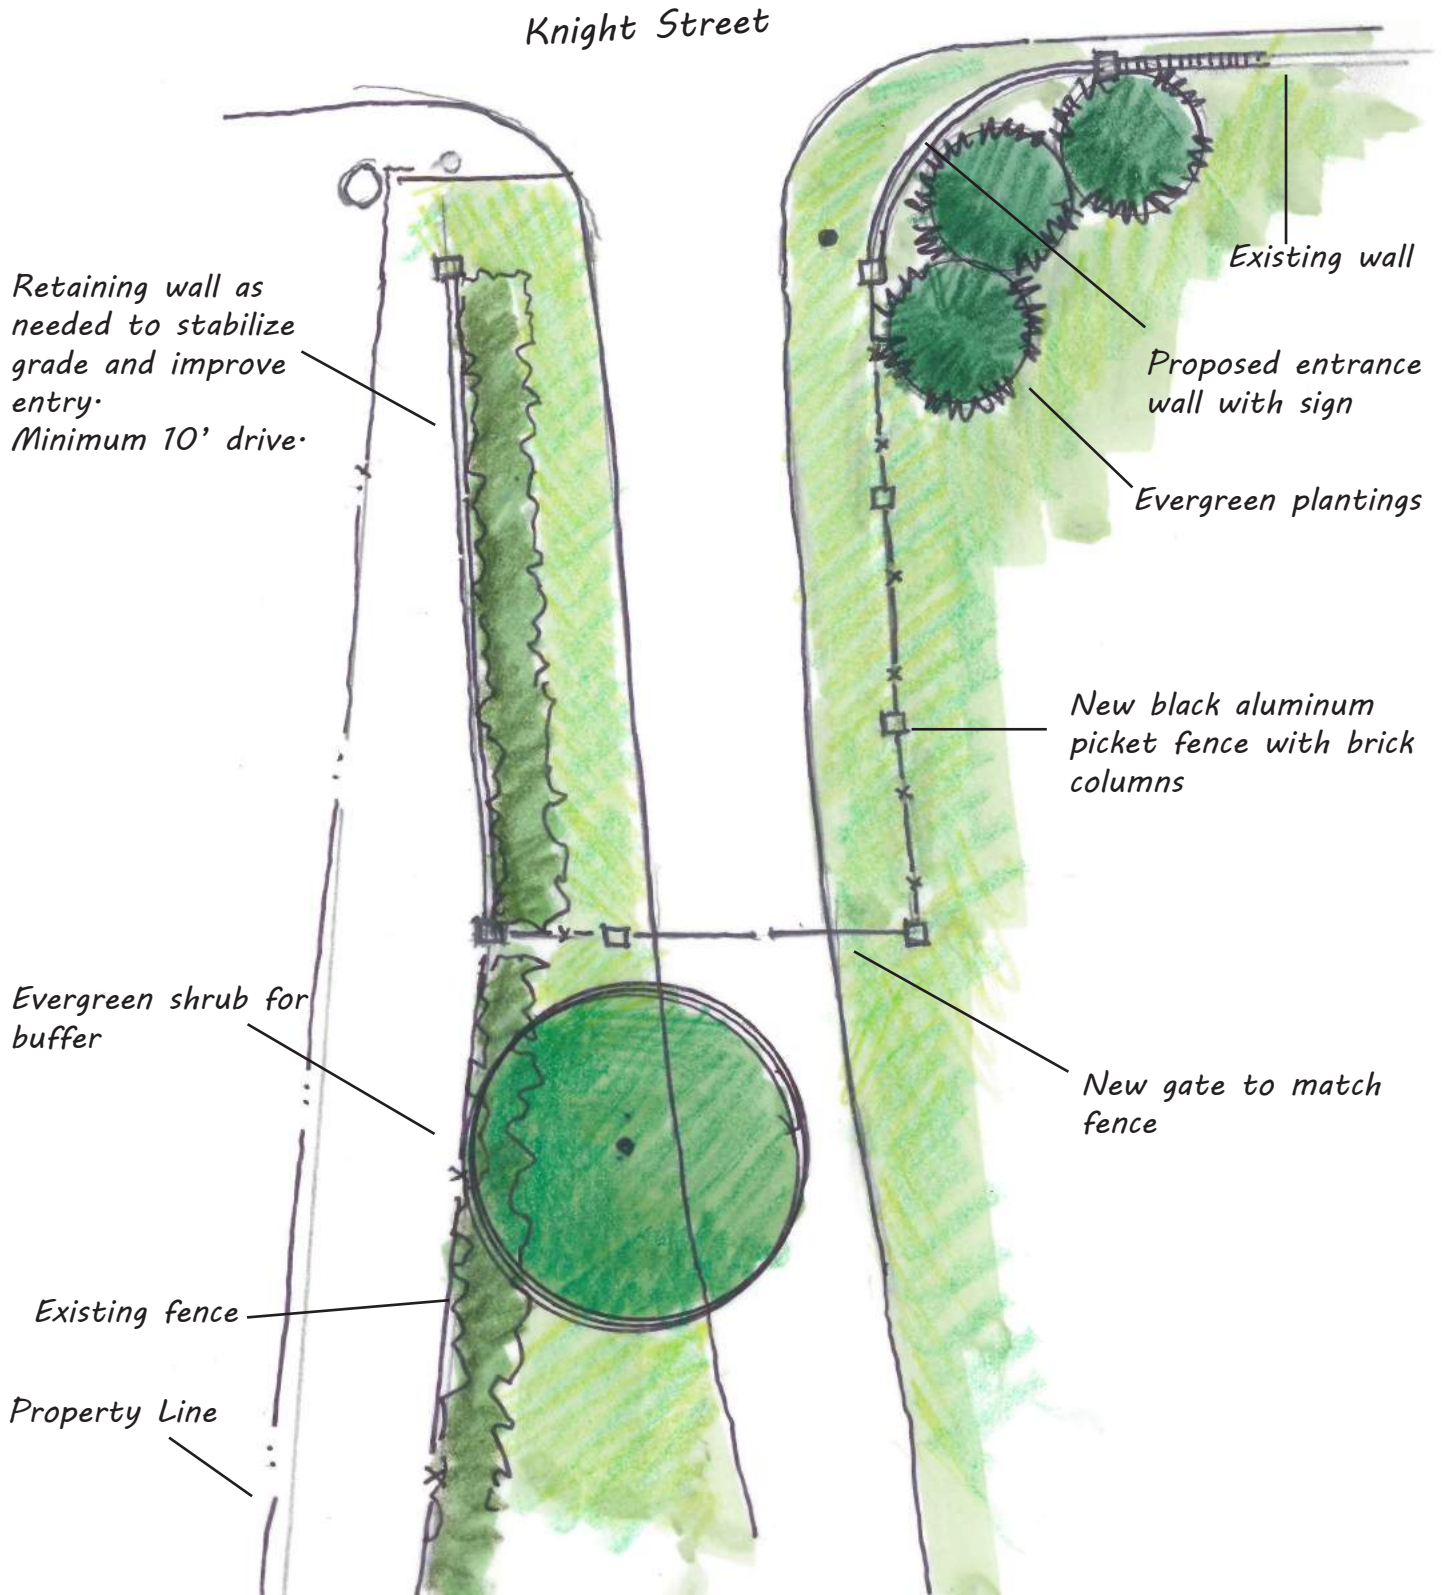 Knight Street
Retaining wall as
needed to stabilize
grade and improve
entry.
Minimum 10' drive.
Existing wall
Proposed entrance
wall with sign
Evergreen plantings
New black aluminum
picket fence with brick
columns
Evergreen shrub for
buffer
New gate to match
fence
Existing fence
Property Line